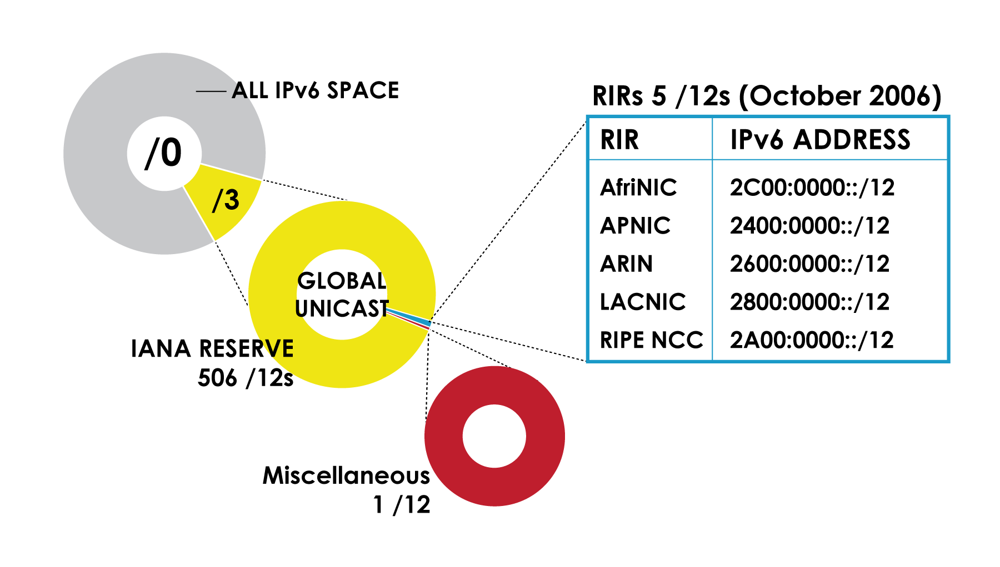 ALL IPv6 SPACE
/0
/3
GLOBAL
UNICAST
IANA RESERVE
506 /12s
Miscellaneous
1 /12
RIRs 5 /12s (October 2006)
RIR IPv6 ADDRESS
AfriNIC 2C00:0000::/12
APNIC 2400:0000::/12
ARIN 2600:0000::/12
LACNIC 2800:0000::/12
RIPE NCC 2A00:0000::/12